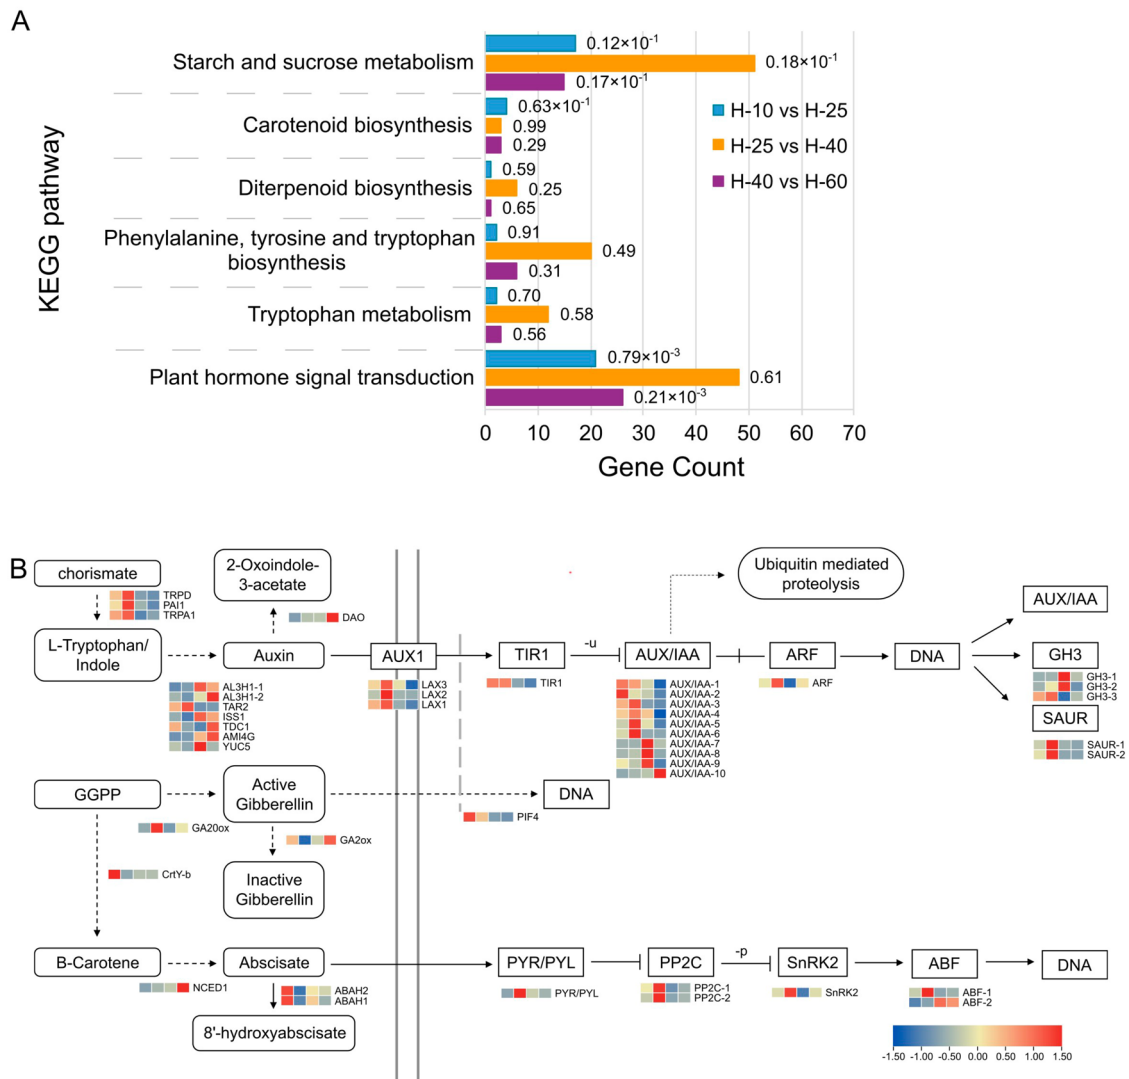 A
KEGG pathway
Starch and sucrose metabolism
0.12×10-1
0.18×10-1
0.17×10-1
Carotenoid biosynthesis
0.63×10-1
0.99
0.29
Diterpenoid biosynthesis
0.59
0.25
0.65
Phenylalanine, tyrosine and tryptophan
biosynthesis
0.91
0.49
0.31
Tryptophan metabolism
0.70
0.58
0.56
Plant hormone signal transduction
0.79×10-3
0.61
0.21×10-3
H-10 vs H-25
H-25 vs H-40
H-40 vs H-60
0 10 20 30 40 50 60 70
Gene Count
B
chorismate
TRPD
PAI1
TRPA1
L-Tryptophan/
Indole
2-Oxoindole-
3-acetate
DAO
Auxin
AL3H1-1
AL3H1-2
TAR2
ISS1
TDC1
AMI4G
YUC5
AUX1
LAX3
LAX2
LAX1
TIR1
TIR1
-u
Ubiquitin mediated
proteolysis
AUX/IAA
AUX/IAA-1
AUX/IAA-2
AUX/IAA-3
AUX/IAA-4
AUX/IAA-5
AUX/IAA-6
AUX/IAA-7
AUX/IAA-8
AUX/IAA-9
AUX/IAA-10
ARF
ARF
DNA
AUX/IAA
GH3
GH3-1
GH3-2
GH3-3
SAUR
SAUR-1
SAUR-2
GGPP
GA20ox
Active
Gibberellin
GA2ox
Inactive
Gibberellin
DNA
PIF4
CrtY-b
B-Carotene
NCED1
Abscisate
ABAH2
ABAH1
8'-hydroxyabscisate
PYR/PYL
PYR/PYL
PP2C
PP2C-1
PP2C-2
-p
SnRK2
SnRK2
ABF
ABF-1
ABF-2
DNA
-1.50 -1.00 -0.50 0.00 0.50 1.00 1.50